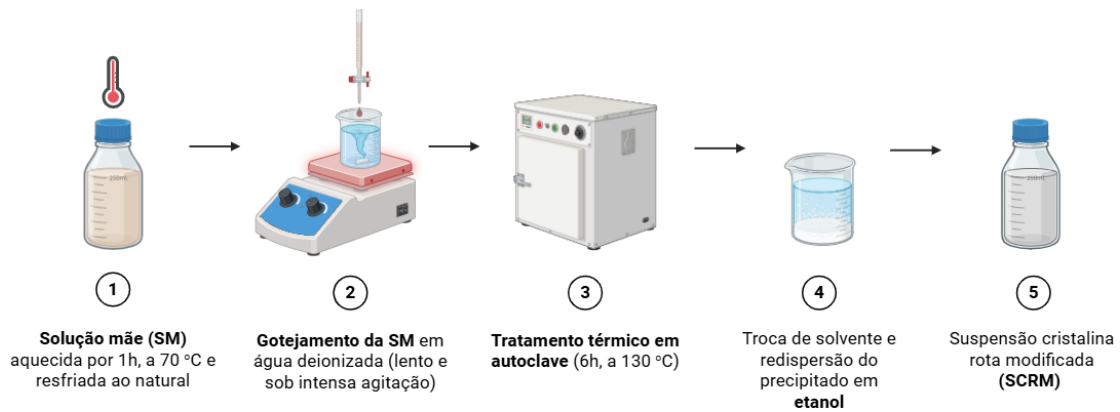 250mL
250mL
1
2
3
4
5
Solução mãe (SM)
aquecida por 1h, a 70 °C e
resfriada ao natural
Gotejamento da SM em
água deionizada (lento e
sob intensa agitação)
Tratamento térmico em
autoclave (6h, a 130 °C)
Troca de solvente e
redispersão do
precipitado em
etanol
Suspensão cristalina
rota modificada
(SCRM)